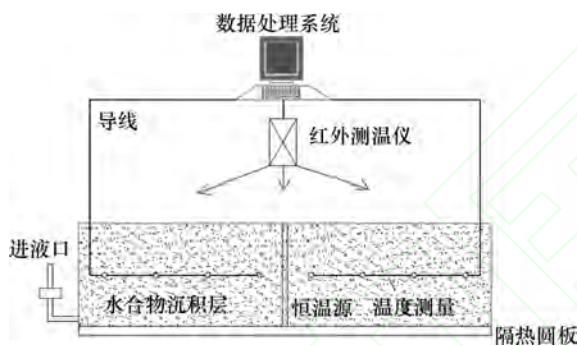 数据处理系统
导线
红外测温仪
进液口
水合物沉积层
恒温源
温度测量
隔热圆板